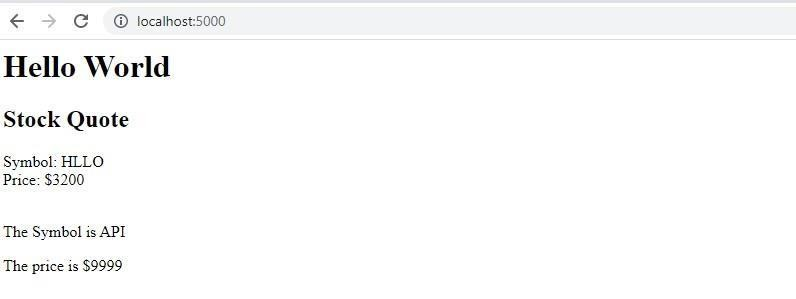 localhost:5000
Hello World
Stock Quote
Symbol: HLLO
Price: $3200
The Symbol is API
The price is $9999